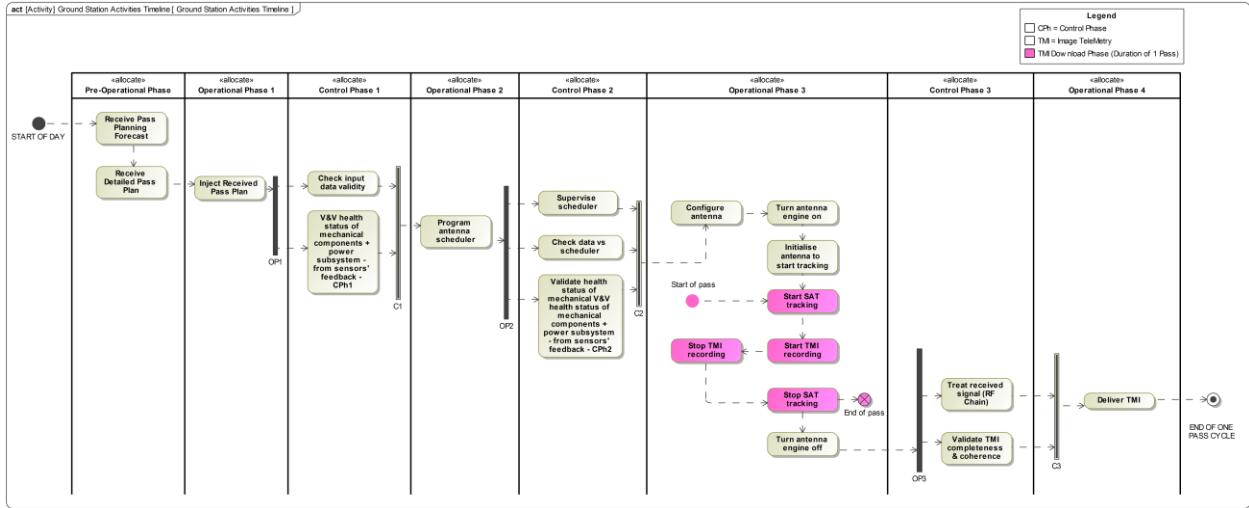 act [Activity] Ground Station Activities Timeline [ Ground Station Activities Timeline ]
Legend
CPh = Control Phase
TMI = Image TeleMetry
TMI Download Phase (Duration of 1 Pass)
«allocate»
Pre-Operational Phase
«allocate»
Operational Phase 1
«allocate»
Control Phase 1
«allocate»
Operational Phase 2
«allocate»
Control Phase 2
«allocate»
Operational Phase 3
«allocate»
Control Phase 3
«allocate»
Operational Phase 4
START OF DAY
Receive Pass
Planning
Forecast
Receive
Detailed Pass
Plan
Inject Received
Pass Plan
OP1
Check input
data validity
V&V health
status of
mechanical
components +
power
subsystem -
from sensors'
feedback -
CPh1
C1
Program
antenna
scheduler
OP2
Supervise
scheduler
Check data vs
scheduler
Validate health
status of
mechanical V&V
health status of
mechanical
components +
power subsystem
- from sensors'
feedback - CPh2
C2
Configure
antenna
Turn antenna
engine on
Initialise
antenna to
start tracking
Start of pass
Start SAT
tracking
Stop TMI
recording
Start TMI
recording
Stop SAT
tracking
End of pass
Turn antenna
engine off
OP3
Treat received
signal (RF
Chain)
Validate TMI
completeness
& coherence
C3
Deliver TMI
END OF ONE
PASS CYCLE